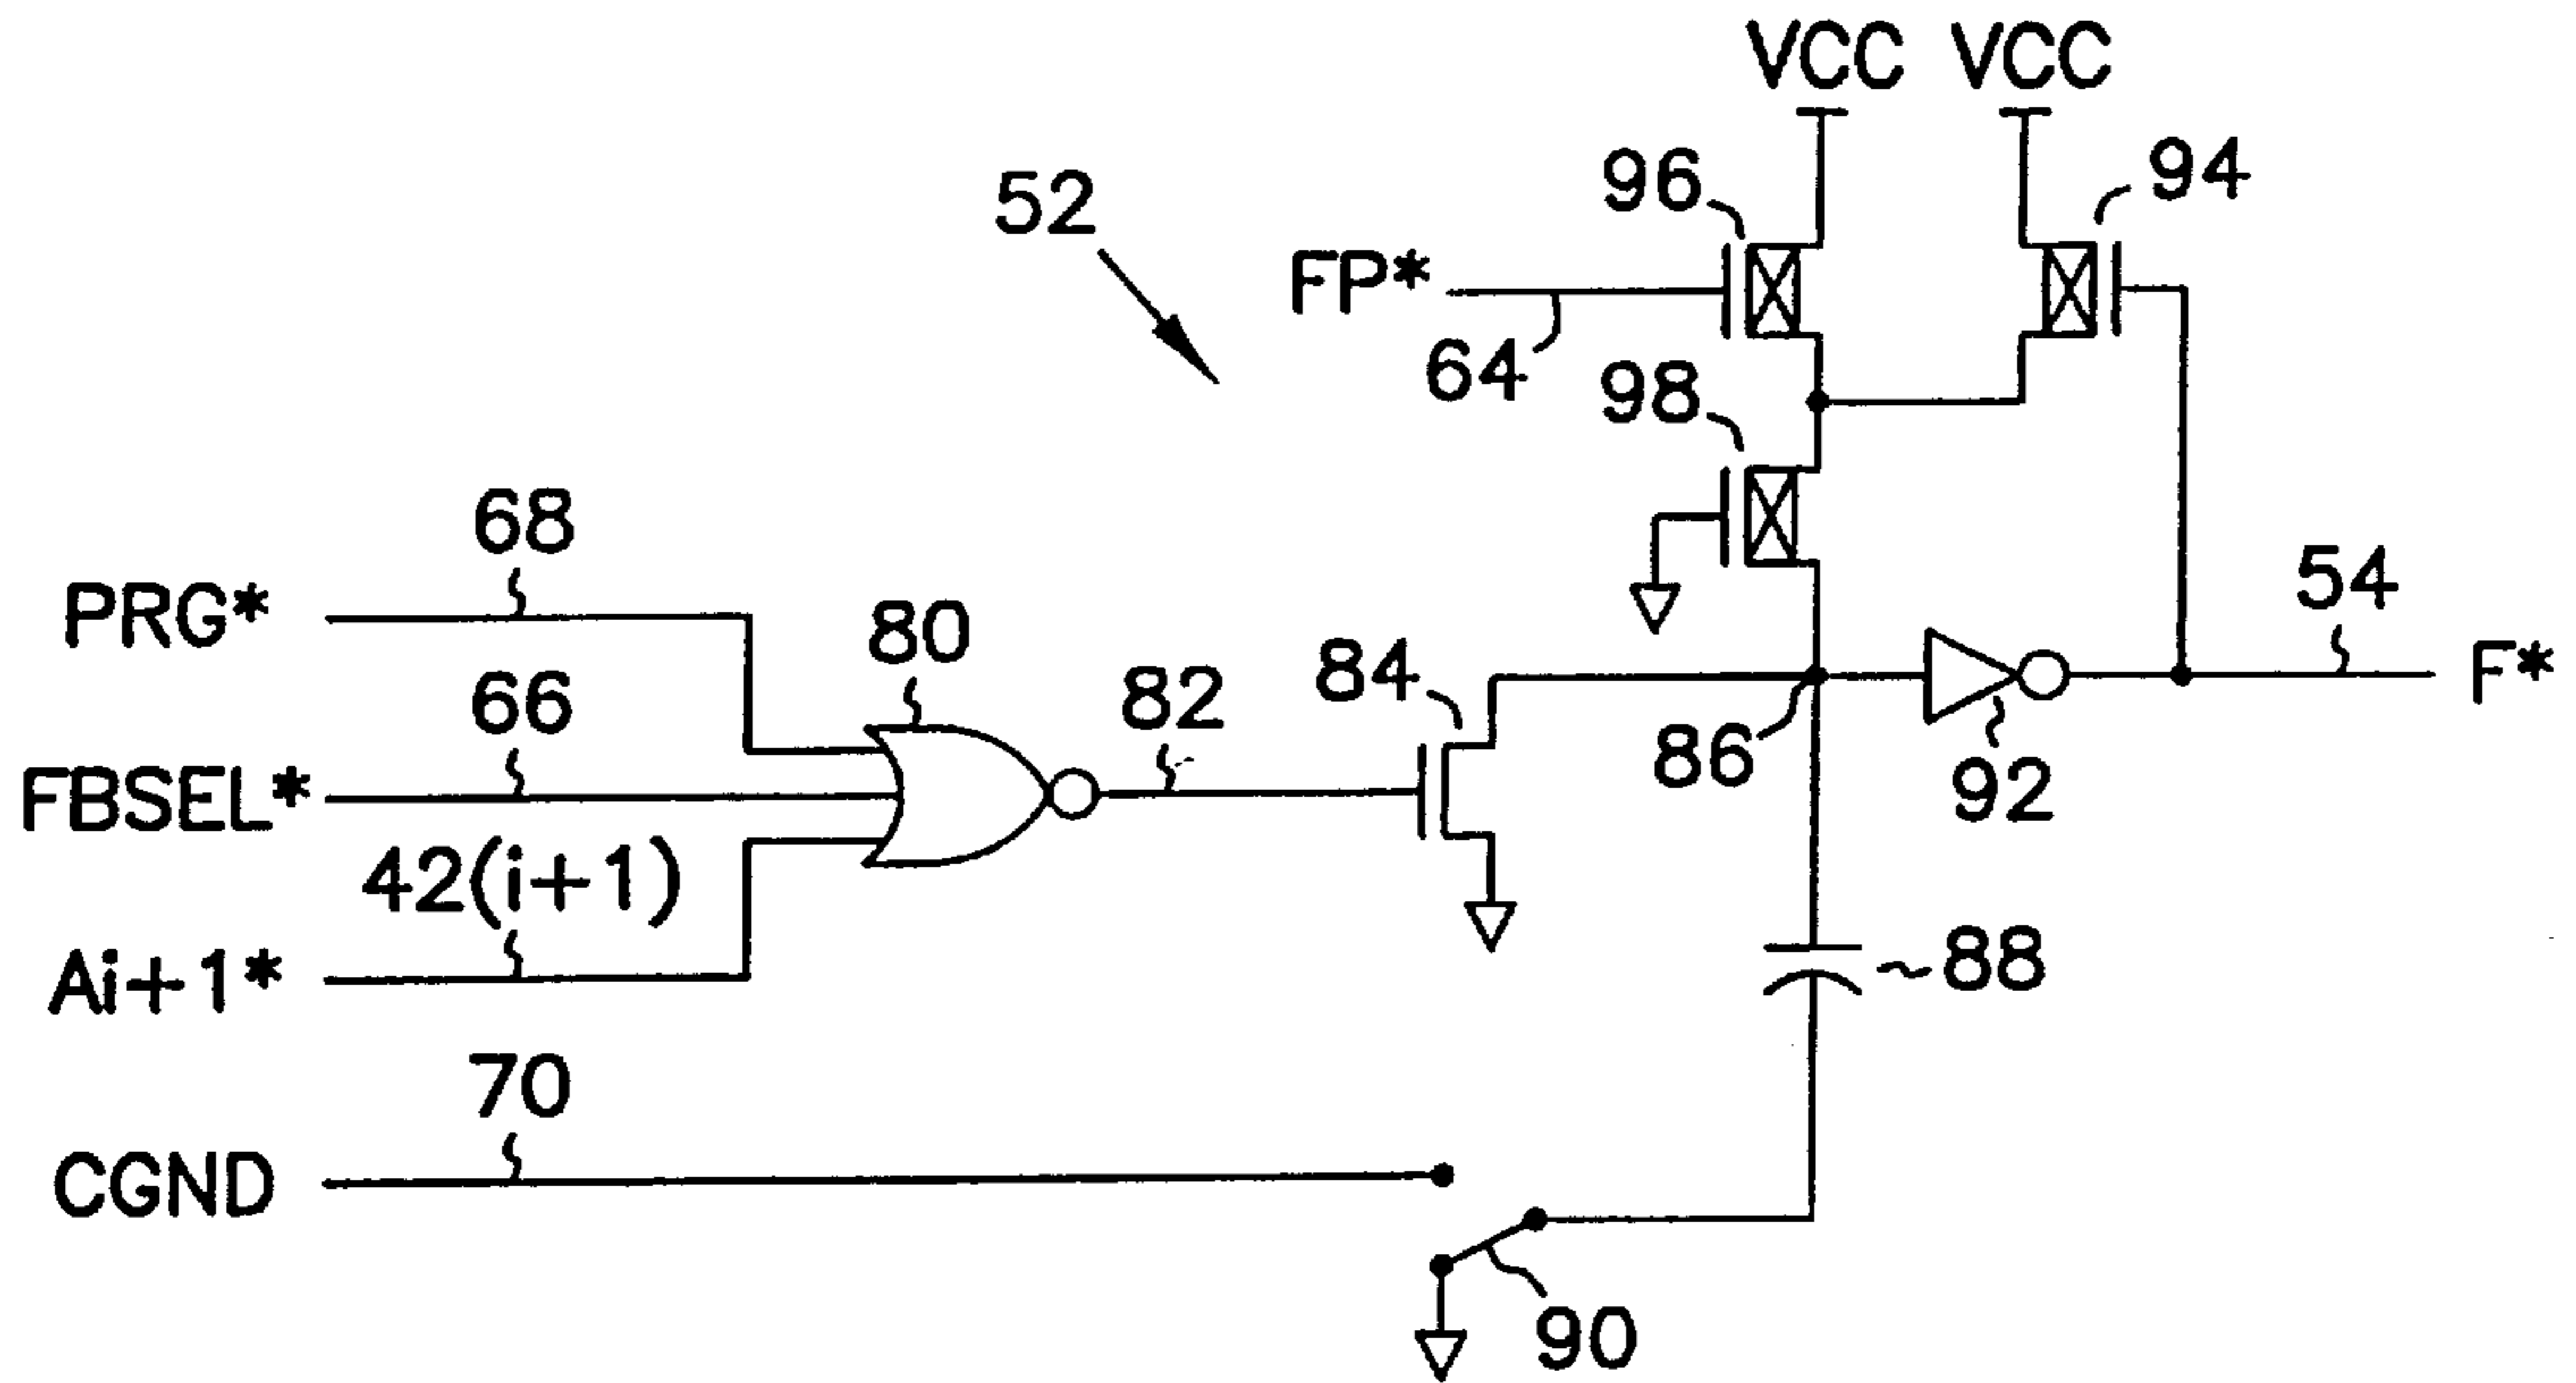 VCC VCC
96
94
52
FP*
64
98
68
PRG*
80
84
54
66
82
86
92
F*
FBSEL*
42(i+1)
Ai+1*
88
70
CGND
90